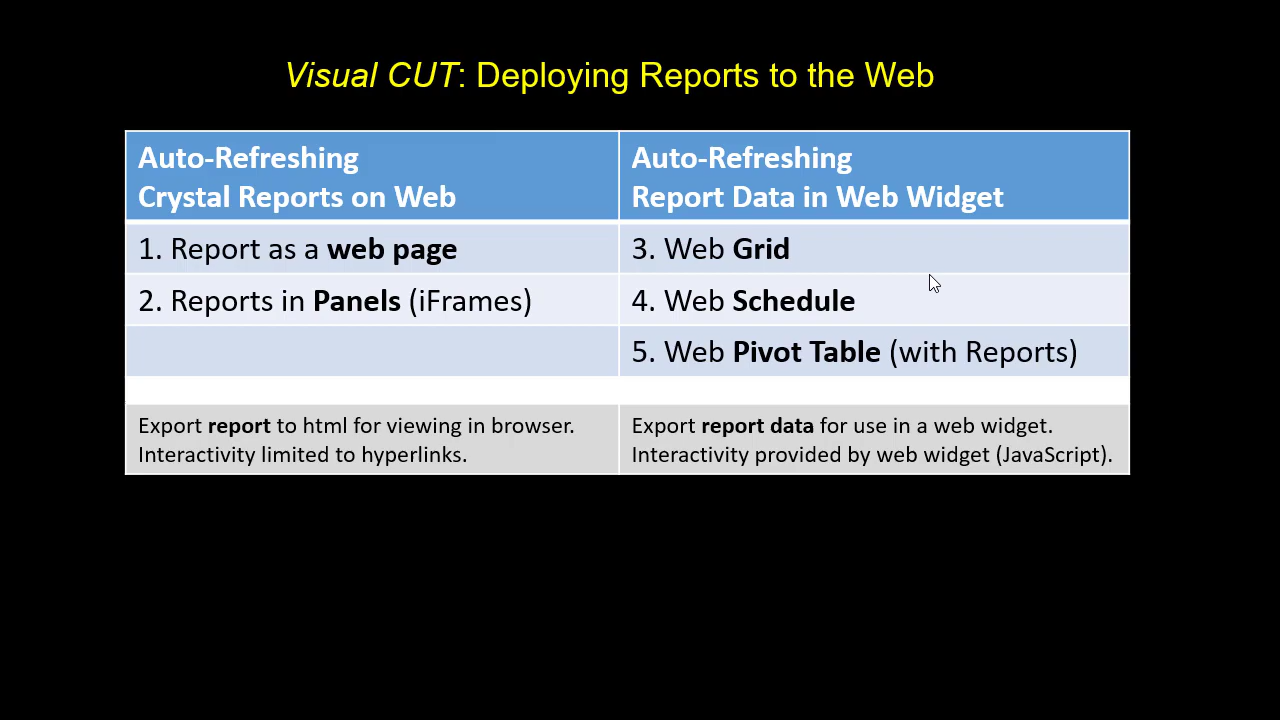 Visual CUT: Deploying Reports to the Web
Auto-Refreshing
Crystal Reports on Web
Auto-Refreshing
Report Data in Web Widget
1. Report as a web page
3. Web Grid
2. Reports in Panels (iFrames)
4. Web Schedule
5. Web Pivot Table (with Reports)
Export report to html for viewing in browser.
Interactivity limited to hyperlinks.
Export report data for use in a web widget.
Interactivity provided by web widget (JavaScript).